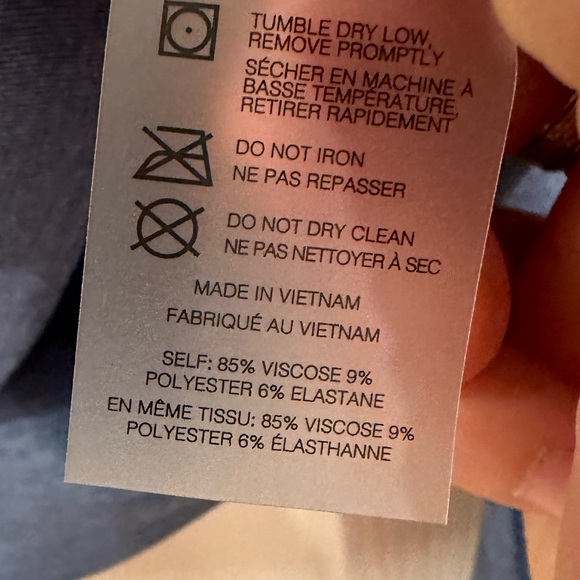 TUMBLE DRY LOW,
REMOVE PROMPTLY
SÉCHER EN MACHINE À
BASSE TEMPÉRATURE,
RETIRER RAPIDEMENT
DO NOT IRON
NE PAS REPASSER
DO NOT DRY CLEAN
NE PAS NETTOYER À SEC
MADE IN VIETNAM
FABRIQUÉ AU VIETNAM
SELF: 85% VISCOSE 9%
POLYESTER 6% ELASTANE
EN MÊME TISSU: 85% VISCOSE 9%
POLYESTER 6% ÉLASTHANNE